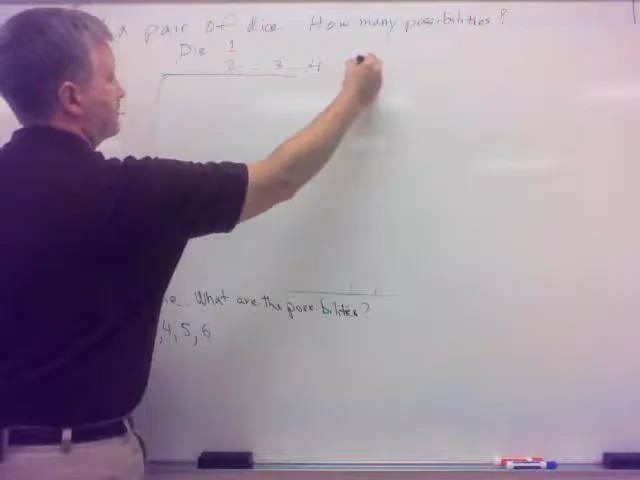 a pair of dice How many possibilities?
Die 1
2 3 4
What are the possibilities?
,4,5,6